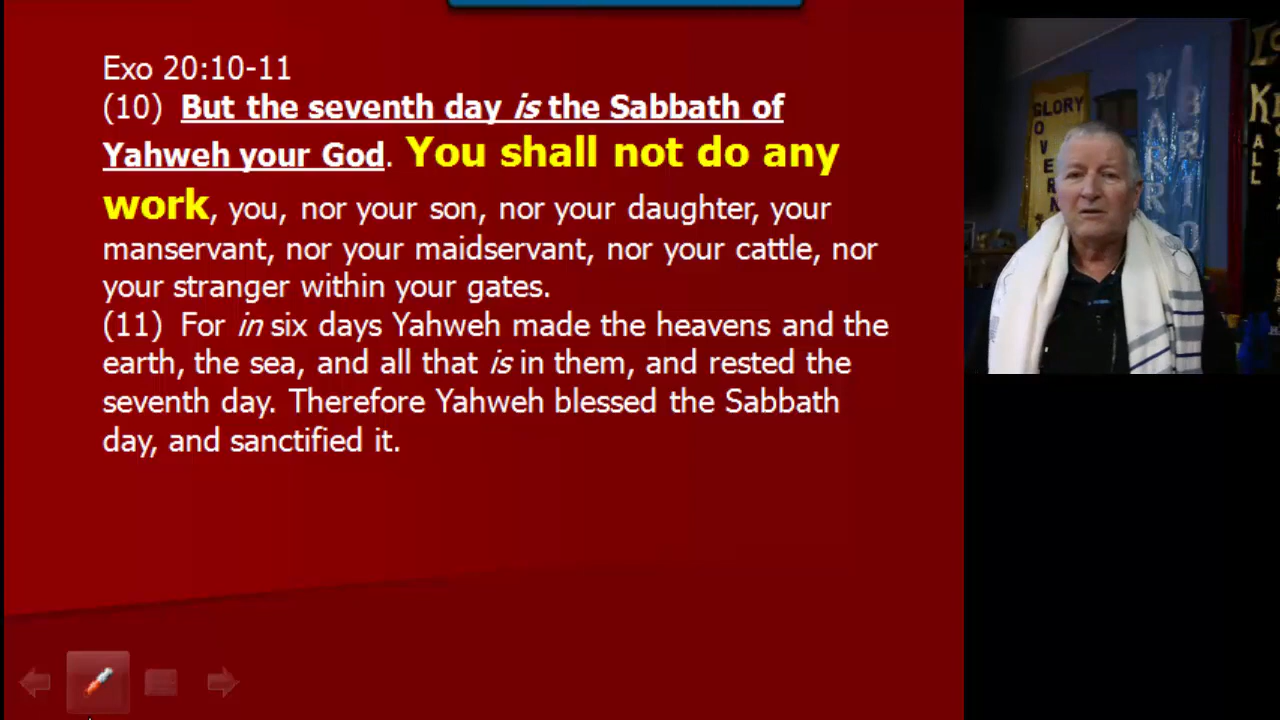 Exo 20:10-11
(10) But the seventh day is the Sabbath of
Yahweh your God. You shall not do any
work, you, nor your son, nor your daughter, your
manservant, nor your maidservant, nor your cattle, nor
your stranger within your gates.
(11) For in six days Yahweh made the heavens and the
earth, the sea, and all that is in them, and rested the
seventh day. Therefore Yahweh blessed the Sabbath
day, and sanctified it.
GLORY
ALL